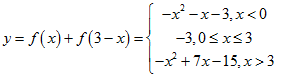 y = f(x) + f(3 − x) = { −x² − x − 3, x < 0
−3, 0 ≤ x ≤ 3
−x² + 7x − 15, x > 3